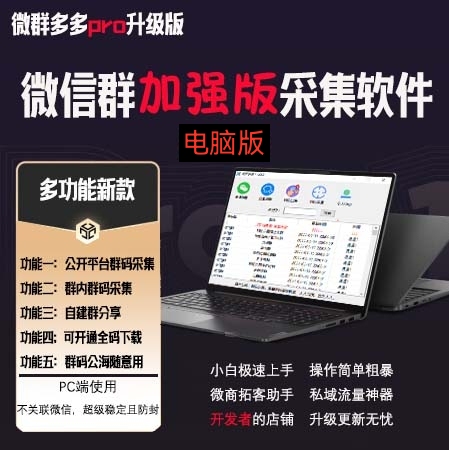 微群多多pro升级版
微信群加强版采集软件
电脑版
多功能新款
功能一：公开平台群码采集
功能二：群内群码采集
功能三：自建群分享
功能四：可开通全码下载
功能五：群码公海随意用
PC端使用
不关联微信，超级稳定且防封
小白极速上手 操作简单粗暴
微商拓客助手 私域流量神器
开发者的店铺 升级更新无忧